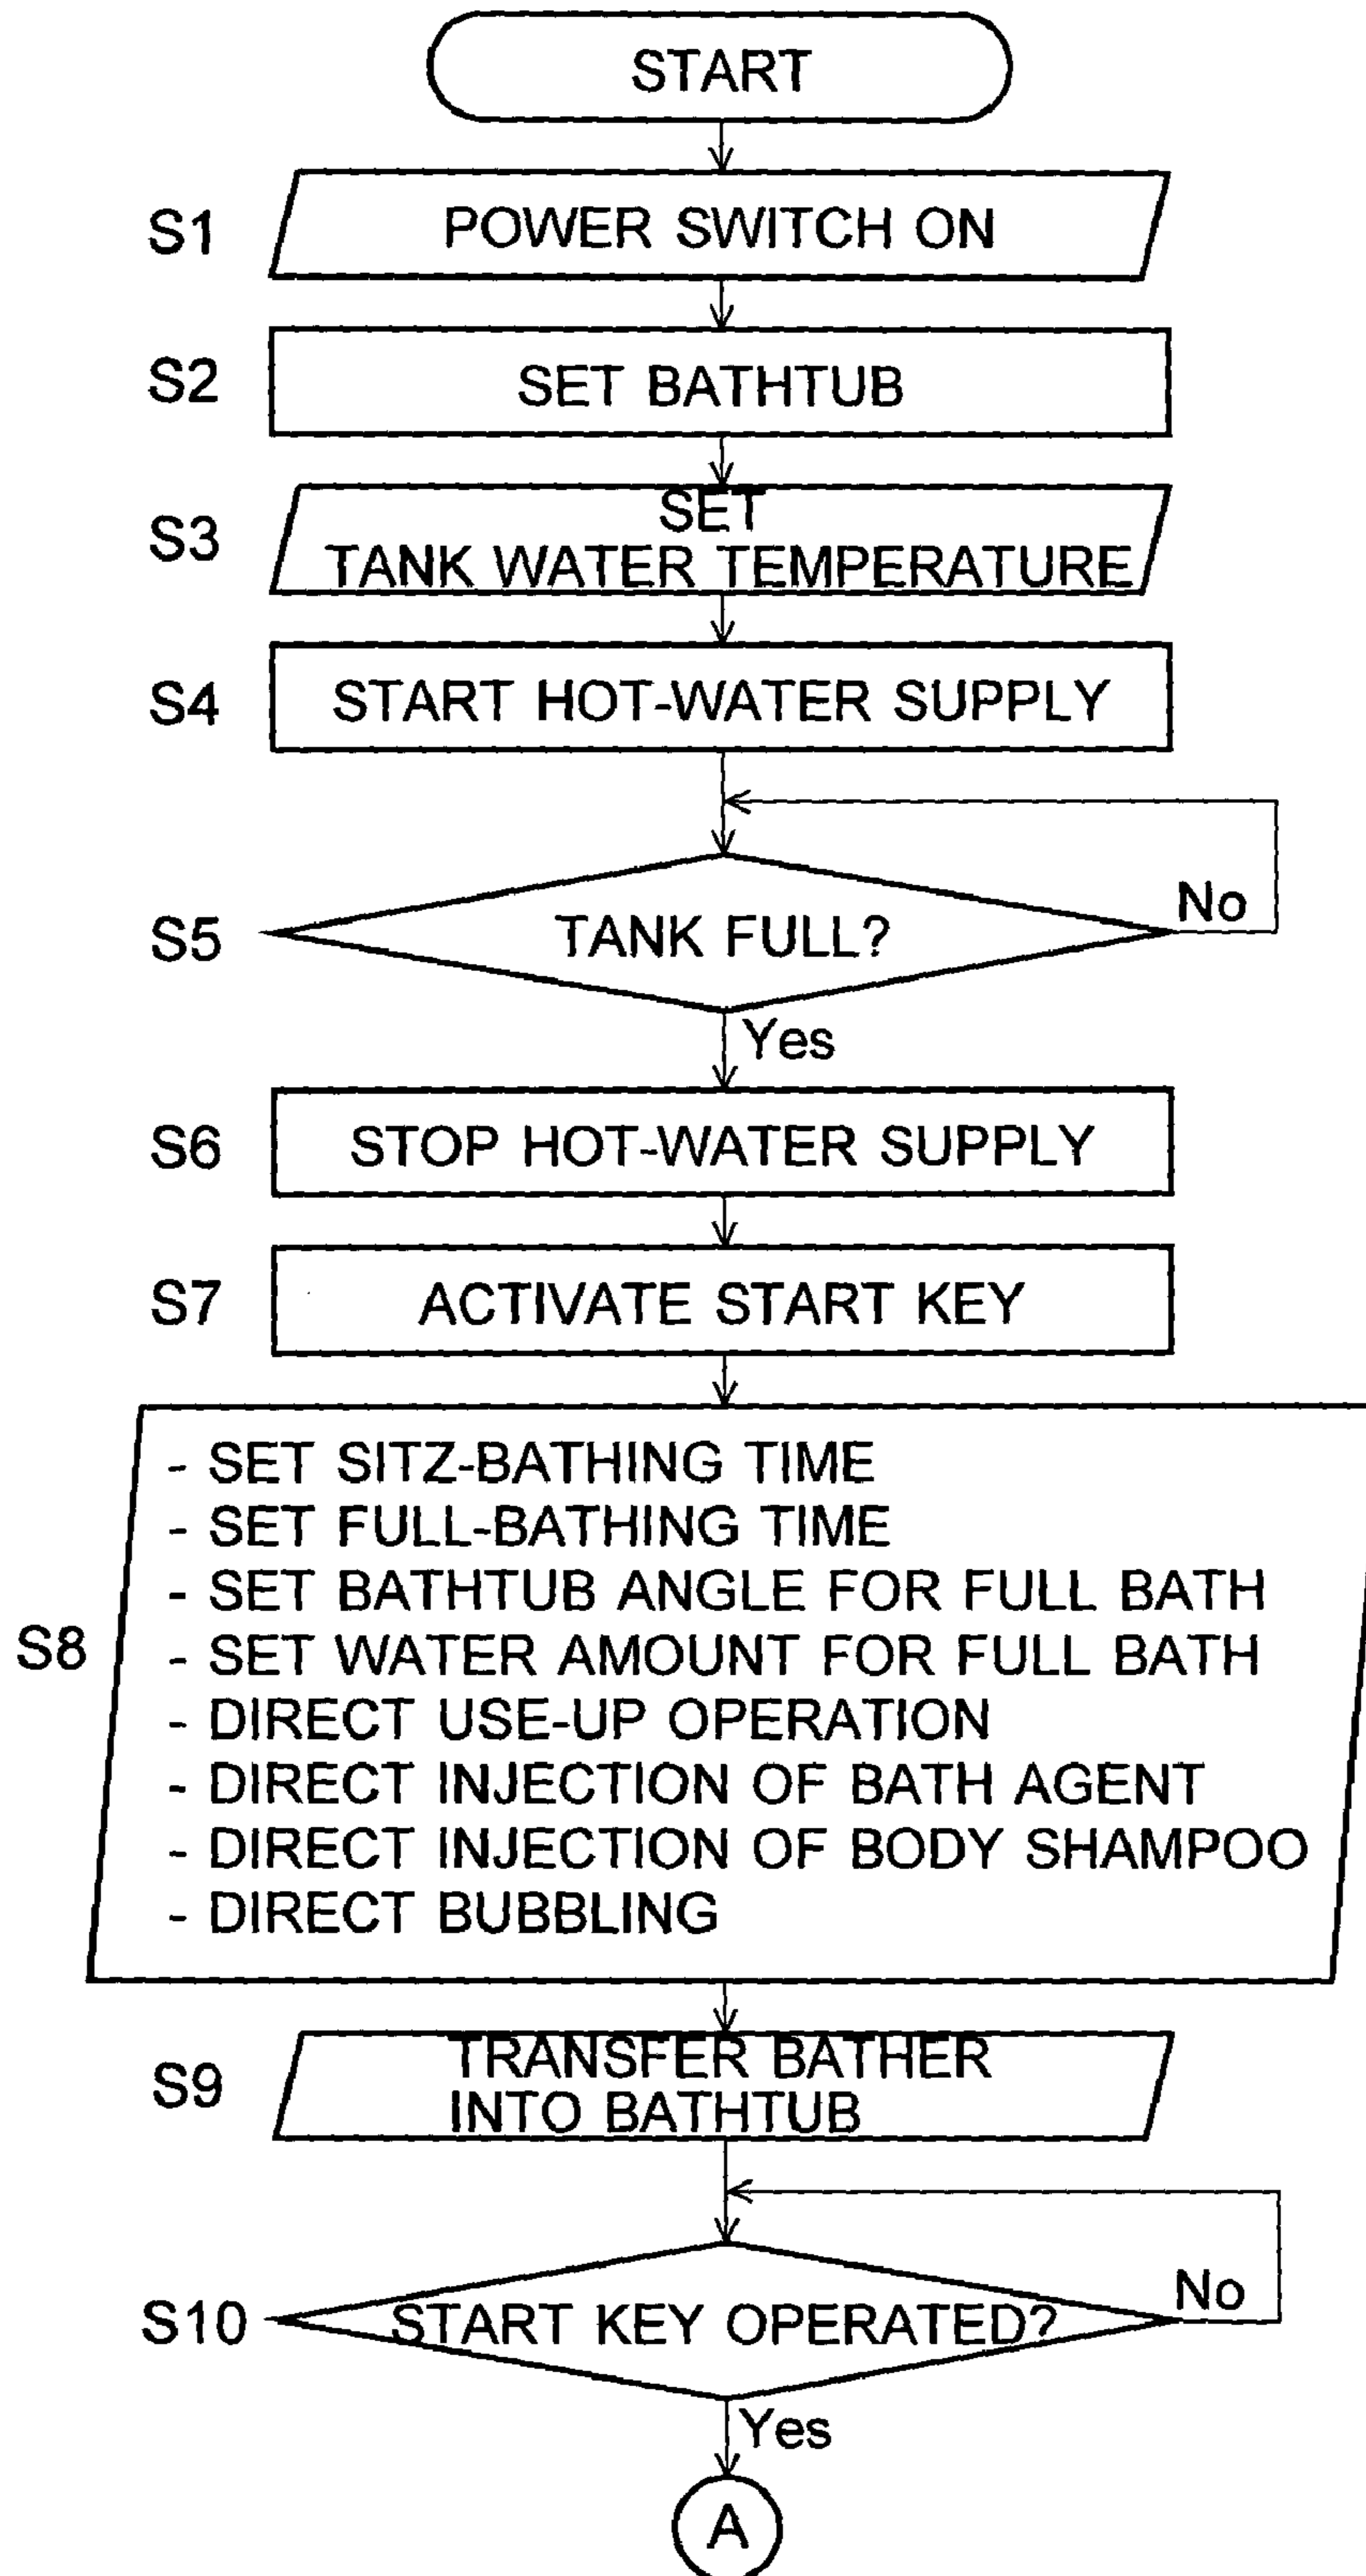 START
S1
POWER SWITCH ON
S2
SET BATHTUB
S3
SET
TANK WATER TEMPERATURE
S4
START HOT-WATER SUPPLY
S5
TANK FULL?
No
Yes
S6
STOP HOT-WATER SUPPLY
S7
ACTIVATE START KEY
S8
- SET SITZ-BATHING TIME
- SET FULL-BATHING TIME
- SET BATHTUB ANGLE FOR FULL BATH
- SET WATER AMOUNT FOR FULL BATH
- DIRECT USE-UP OPERATION
- DIRECT INJECTION OF BATH AGENT
- DIRECT INJECTION OF BODY SHAMPOO
- DIRECT BUBBLING
S9
TRANSFER BATHER
INTO BATHTUB
S10
START KEY OPERATED?
No
Yes
A